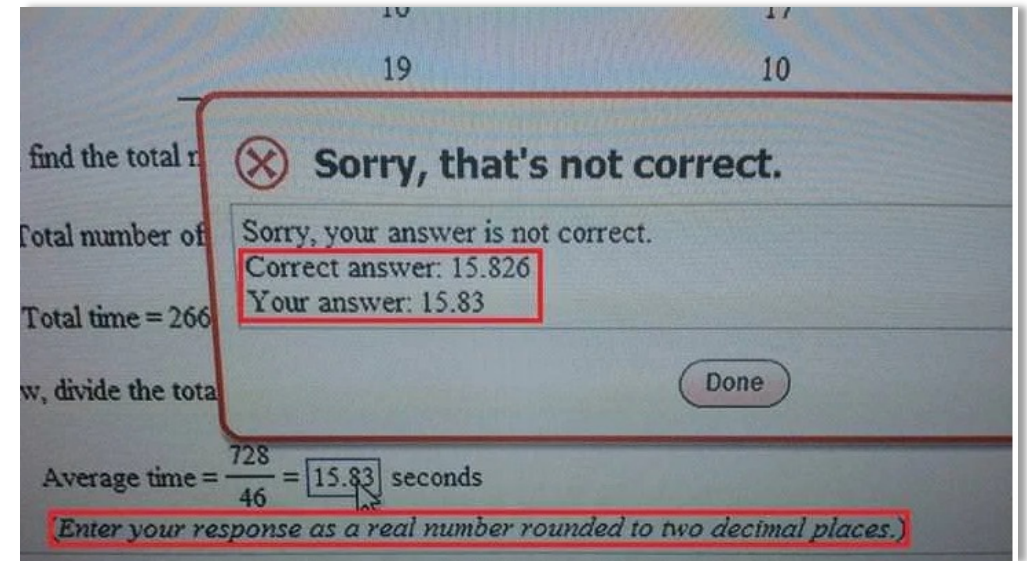 19 10
find the total
Sorry, that's not correct.
Total number of
Sorry, your answer is not correct.
Correct answer: 15.826
Your answer: 15.83
Total time = 266
w, divide the tota
Done
Average time = 728/46 = 15.83 seconds
(Enter your response as a real number rounded to two decimal places.)